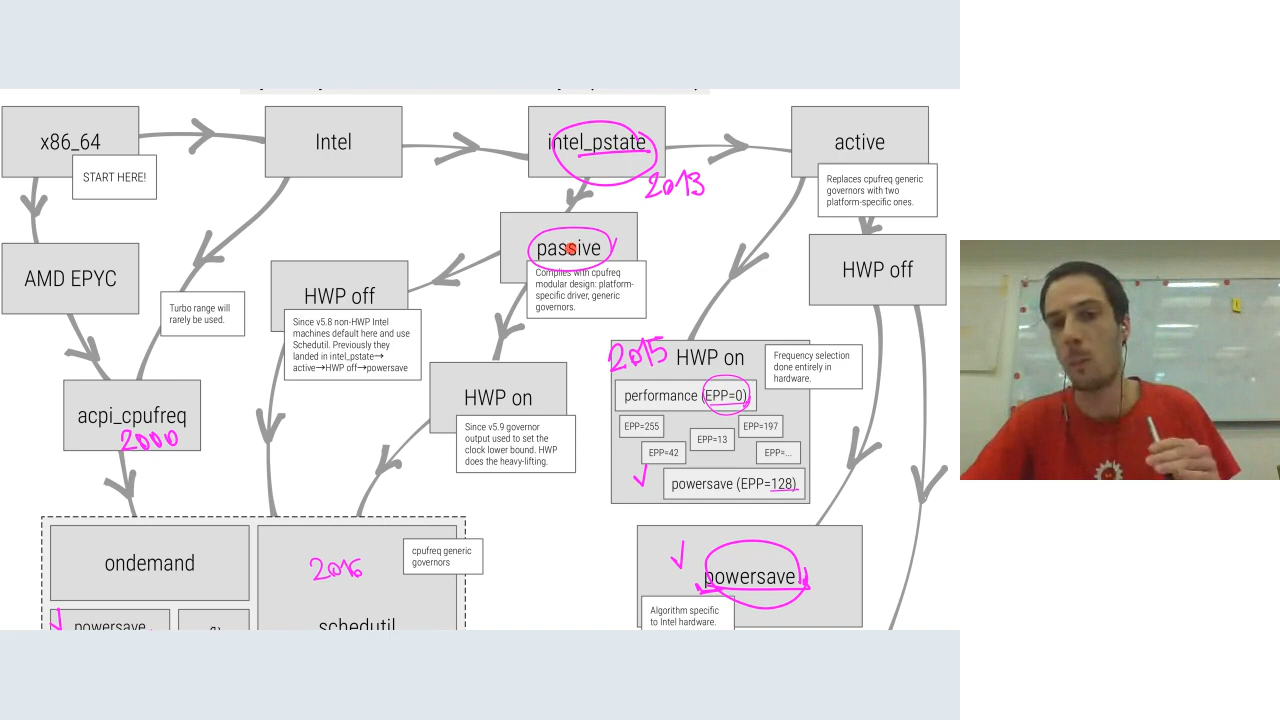 x86_64
START HERE!
Intel
intel_pstate
2013
active
Replaces cpufreq generic
governors with two
platform-specific ones.
AMD EPYC
Turbo range will
rarely be used.
HWP off
Since v5.8 non-HWP Intel
machines default here and use
Schedutil. Previously they
landed in intel_pstate→
active→HWP off→powersave
passive
Complies with cpufreq
modular design: platform-
specific driver, generic
governors.
HWP off
acpi_cpufreq
2000
HWP on
Since v5.9 governor
output used to set the
clock lower bound. HWP
does the heavy-lifting.
2015
HWP on
Frequency selection
done entirely in
hardware.
performance (EPP=0)
EPP=255
EPP=13
EPP=197
EPP=42
EPP=...
powersave (EPP=128)
ondemand
2016
cpufreq generic
governors
schedutil
powersave
powersave
Algorithm specific
to Intel hardware.